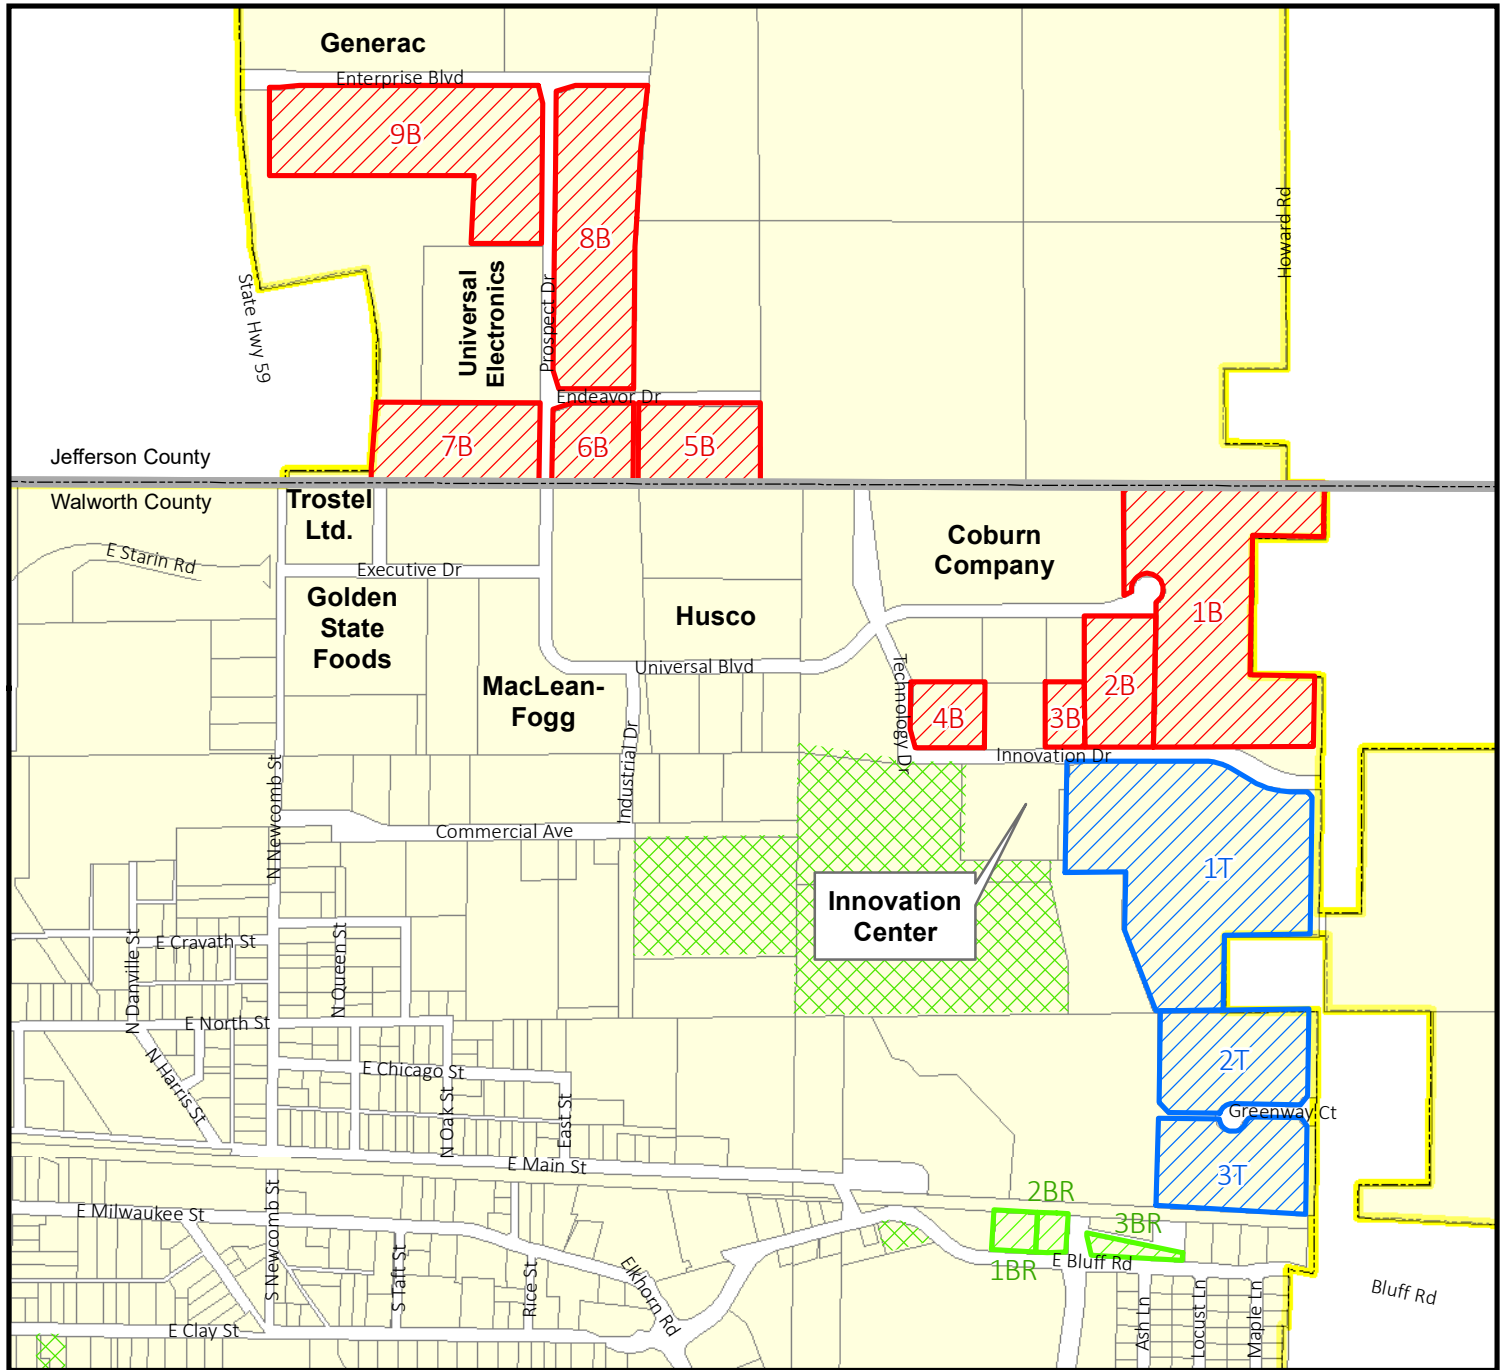 Generac
Enterprise Blvd
9B
8B
Howard Rd
Universal
Electronics
Prospect Dr
State Hwy 59
Endeavor Dr
7B
6B
5B
Jefferson County
Walworth County
Trostel
Ltd.
E Starin Rd
Executive Dr
Coburn
Company
Golden
State
Foods
Husco
1B
Universal Blvd
Technology Dr
2B
MacLean-
Fogg
4B
3B
Industrial Dr
Innovation Dr
N Newcomb St
Commercial Ave
1T
Innovation
Center
E Cravath St
N Danville St
N Queen St
E North St
N Harris St
E Chicago St
N Oak St
East St
2T
Greenway Ct
E Main St
3T
2BR
3BR
1BR
E Milwaukee St
S Newcomb St
S Taft St
Rice St
Elkhorn Rd
E Bluff Rd
Bluff Rd
Ash Ln
Locust Ln
Maple Ln
E Clay St